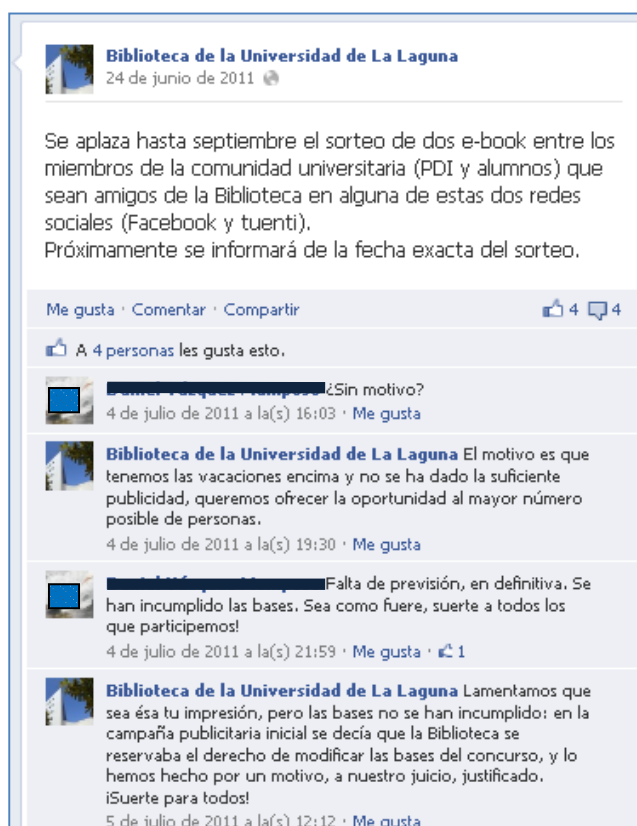 Biblioteca de la Universidad de La Laguna
24 de junio de 2011
Se aplaza hasta septiembre el sorteo de dos e-book entre los
miembros de la comunidad universitaria (PDI y alumnos) que
sean amigos de la Biblioteca en alguna de estas dos redes
sociales (Facebook y tuenti).
Próximamente se informará de la fecha exacta del sorteo.
Me gusta · Comentar · Compartir 4 4
A 4 personas les gusta esto.
¿Sin motivo?
4 de julio de 2011 a la(s) 16:03 · Me gusta
Biblioteca de la Universidad de La Laguna El motivo es que
tenemos las vacaciones encima y no se ha dado la suficiente
publicidad, queremos ofrecer la oportunidad al mayor número
posible de personas.
4 de julio de 2011 a la(s) 19:30 · Me gusta
Falta de previsión, en definitiva. Se
han incumplido las bases. Sea como fuere, suerte a todos los
que participemos!
4 de julio de 2011 a la(s) 21:59 · Me gusta · 1
Biblioteca de la Universidad de La Laguna Lamentamos que
sea ésa tu impresión, pero las bases no se han incumplido: en la
campaña publicitaria inicial se decía que la Biblioteca se
reservaba el derecho de modificar las bases del concurso, y lo
hemos hecho por un motivo, a nuestro juicio, justificado.
¡Suerte para todos!
5 de julio de 2011 a la(s) 12:12 · Me gusta